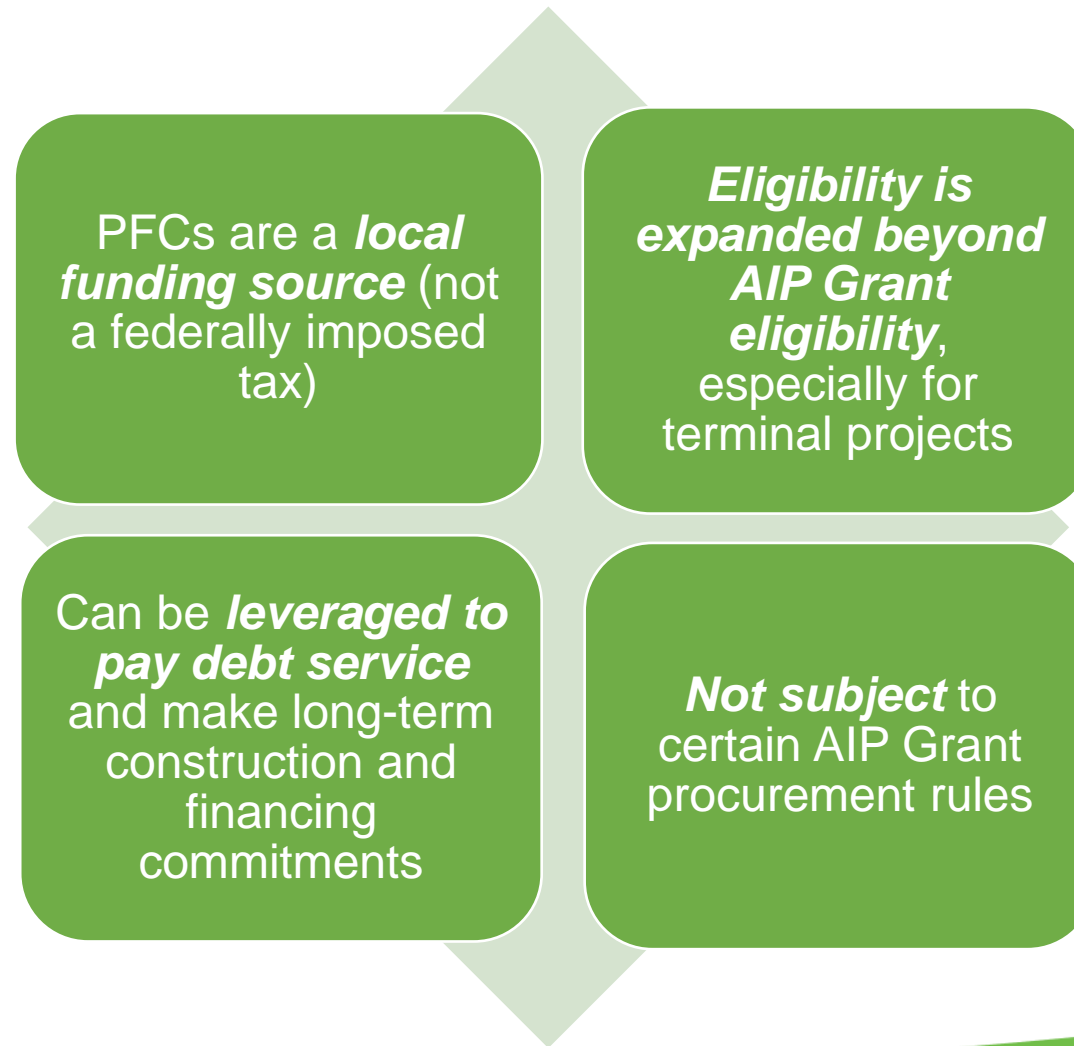 PFCs are a local
funding source (not
a federally imposed
tax)
Eligibility is
expanded beyond
AIP Grant
eligibility,
especially for
terminal projects
Can be leveraged to
pay debt service
and make long-term
construction and
financing
commitments
Not subject to
certain AIP Grant
procurement rules